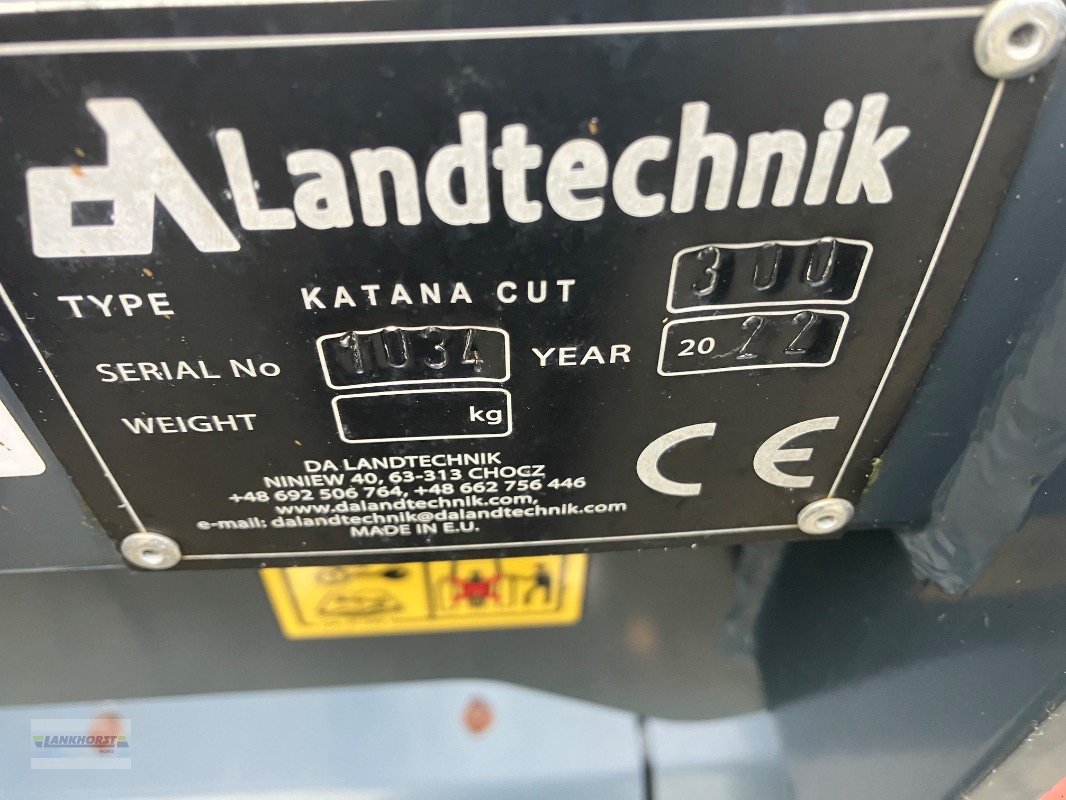 DA Landtechnik
TYPE KATANA CUT 300
SERIAL No 1034 YEAR 20 22
WEIGHT kg
CE
DA LANDTECHNIK
NINIEW 40, 63-313 CHOCZ
+48 692 506 764, +48 662 756 446
www.dalandtechnik.com,
e-mail: dalandtechnik@dalandtechnik.com
MADE IN E.U.
LANKHORST